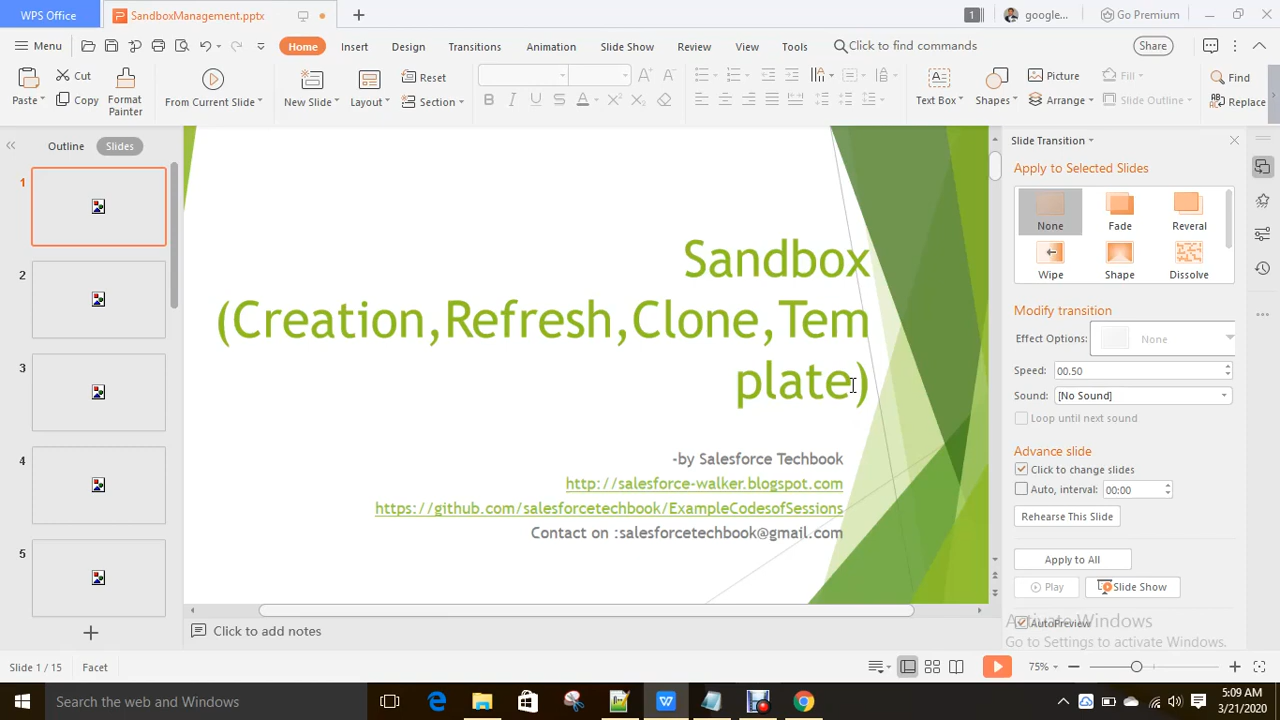 WPS Office
SandboxManagement.pptx
1
google...
Go Premium
Menu
Home
Insert
Design
Transitions
Animation
Slide Show
Review
View
Tools
Click to find commands
Share
Paste
Cut
Copy
Format
Painter
From Current Slide
New Slide
Layout
Reset
Section
B I U S A X² X₂
Text Box
Shapes
Picture
Arrange
Fill
Slide Outline
Find
Replace
Outline
Slides
1
2
3
4
5
Sandbox
(Creation,Refresh,Clone,Tem
plate)
-by Salesforce Techbook
http://salesforce-walker.blogspot.com
https://github.com/salesforcetechbook/ExampleCodesofSessions
Contact on :salesforcetechbook@gmail.com
Click to add notes
Slide Transition
Apply to Selected Slides
None
Fade
Reveral
Wipe
Shape
Dissolve
Modify transition
Effect Options:
None
Speed: 00.50
Sound: [No Sound]
Loop until next sound
Advance slide
Click to change slides
Auto, interval: 00:00
Rehearse This Slide
Apply to All
Play
Slide Show
AutoPreview
Activate Windows
Go to Settings to activate Windows.
Slide 1 / 15
Facet
75%
Search the web and Windows
5:09 AM
3/21/2020